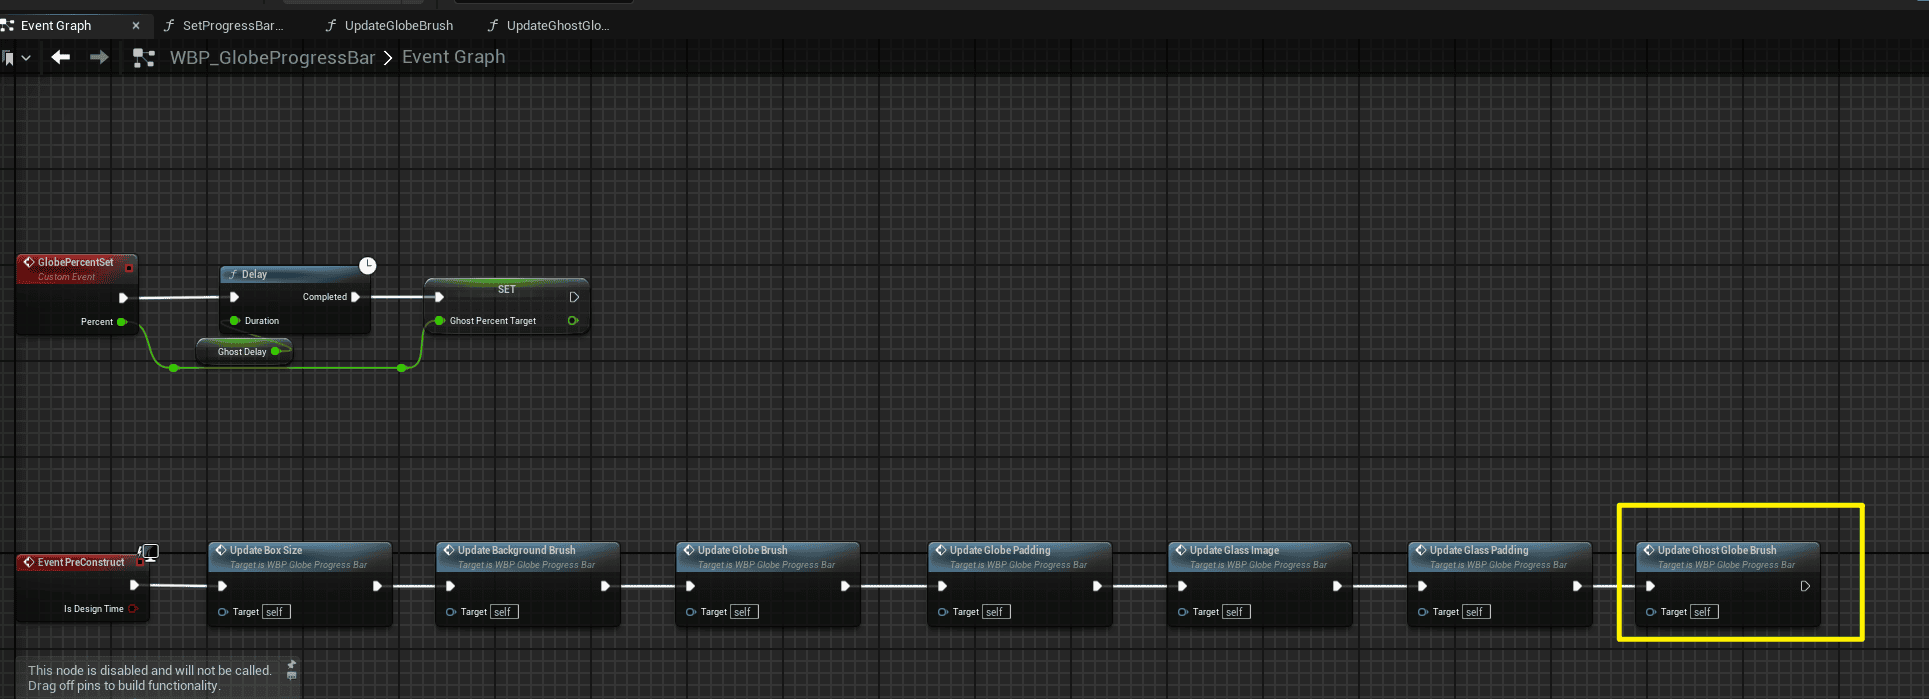 Event Graph
SetProgressBar...
UpdateGlobeBrush
UpdateGhostGlo...
WBP_GlobeProgressBar
Event Graph
GlobePercentSet
Custom Event
Percent
Delay
Completed
Duration
Ghost Delay
SET
Ghost Percent Target
Event PreConstruct
Is Design Time
Update Box Size
Target is WBP Globe Progress Bar
Target self
Update Background Brush
Target is WBP Globe Progress Bar
Target self
Update Globe Brush
Target is WBP Globe Progress Bar
Target self
Update Globe Padding
Target is WBP Globe Progress Bar
Target self
Update Glass Image
Target is WBP Globe Progress Bar
Target self
Update Glass Padding
Target is WBP Globe Progress Bar
Target self
Update Ghost Globe Brush
Target is WBP Globe Progress Bar
Target self
This node is disabled and will not be called.
Drag off pins to build functionality.